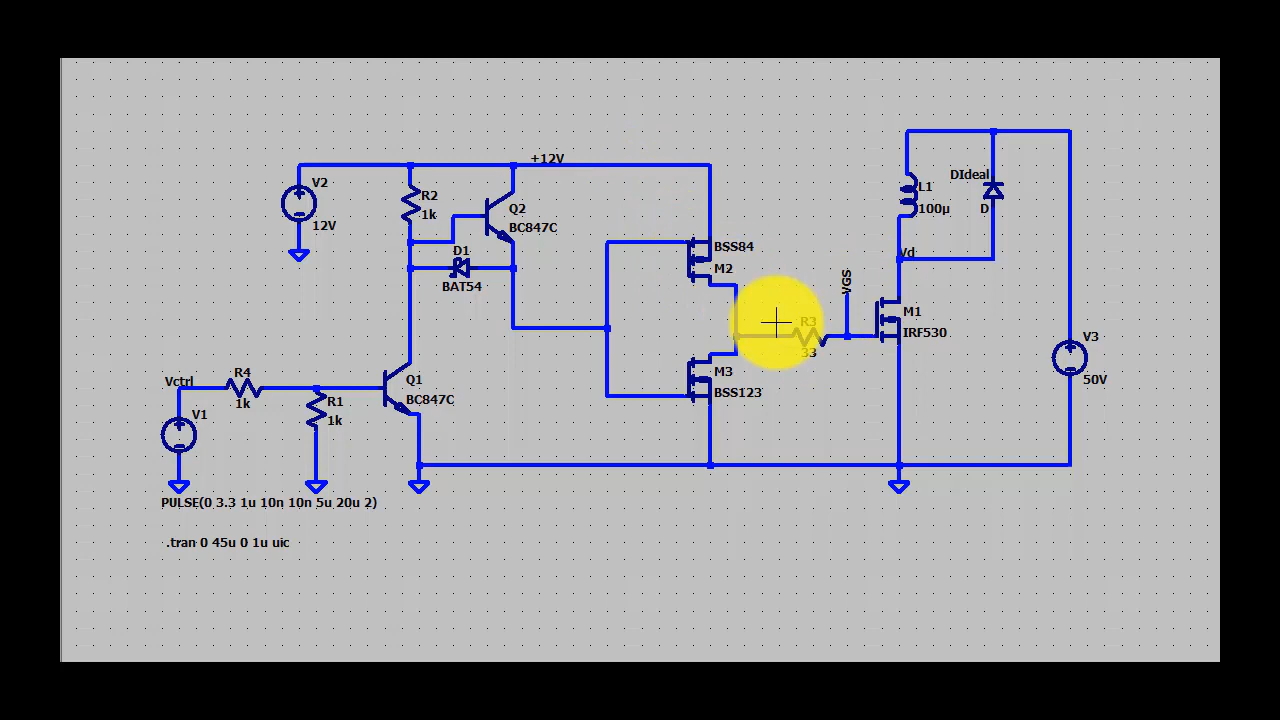 +12V
V2
12V
R2
1k
Q2
BC847C
D1
BAT54
BSS84
M2
DIdeal
D
L1
100µ
Vd
VGS
M1
IRF530
R3
33
V3
50V
M3
BSS123
Vctrl
R4
1k
V1
R1
1k
Q1
BC847C
PULSE(0 3.3 1u 10n 10n 5u 20u 2)
.tran 0 45u 0 1u uic